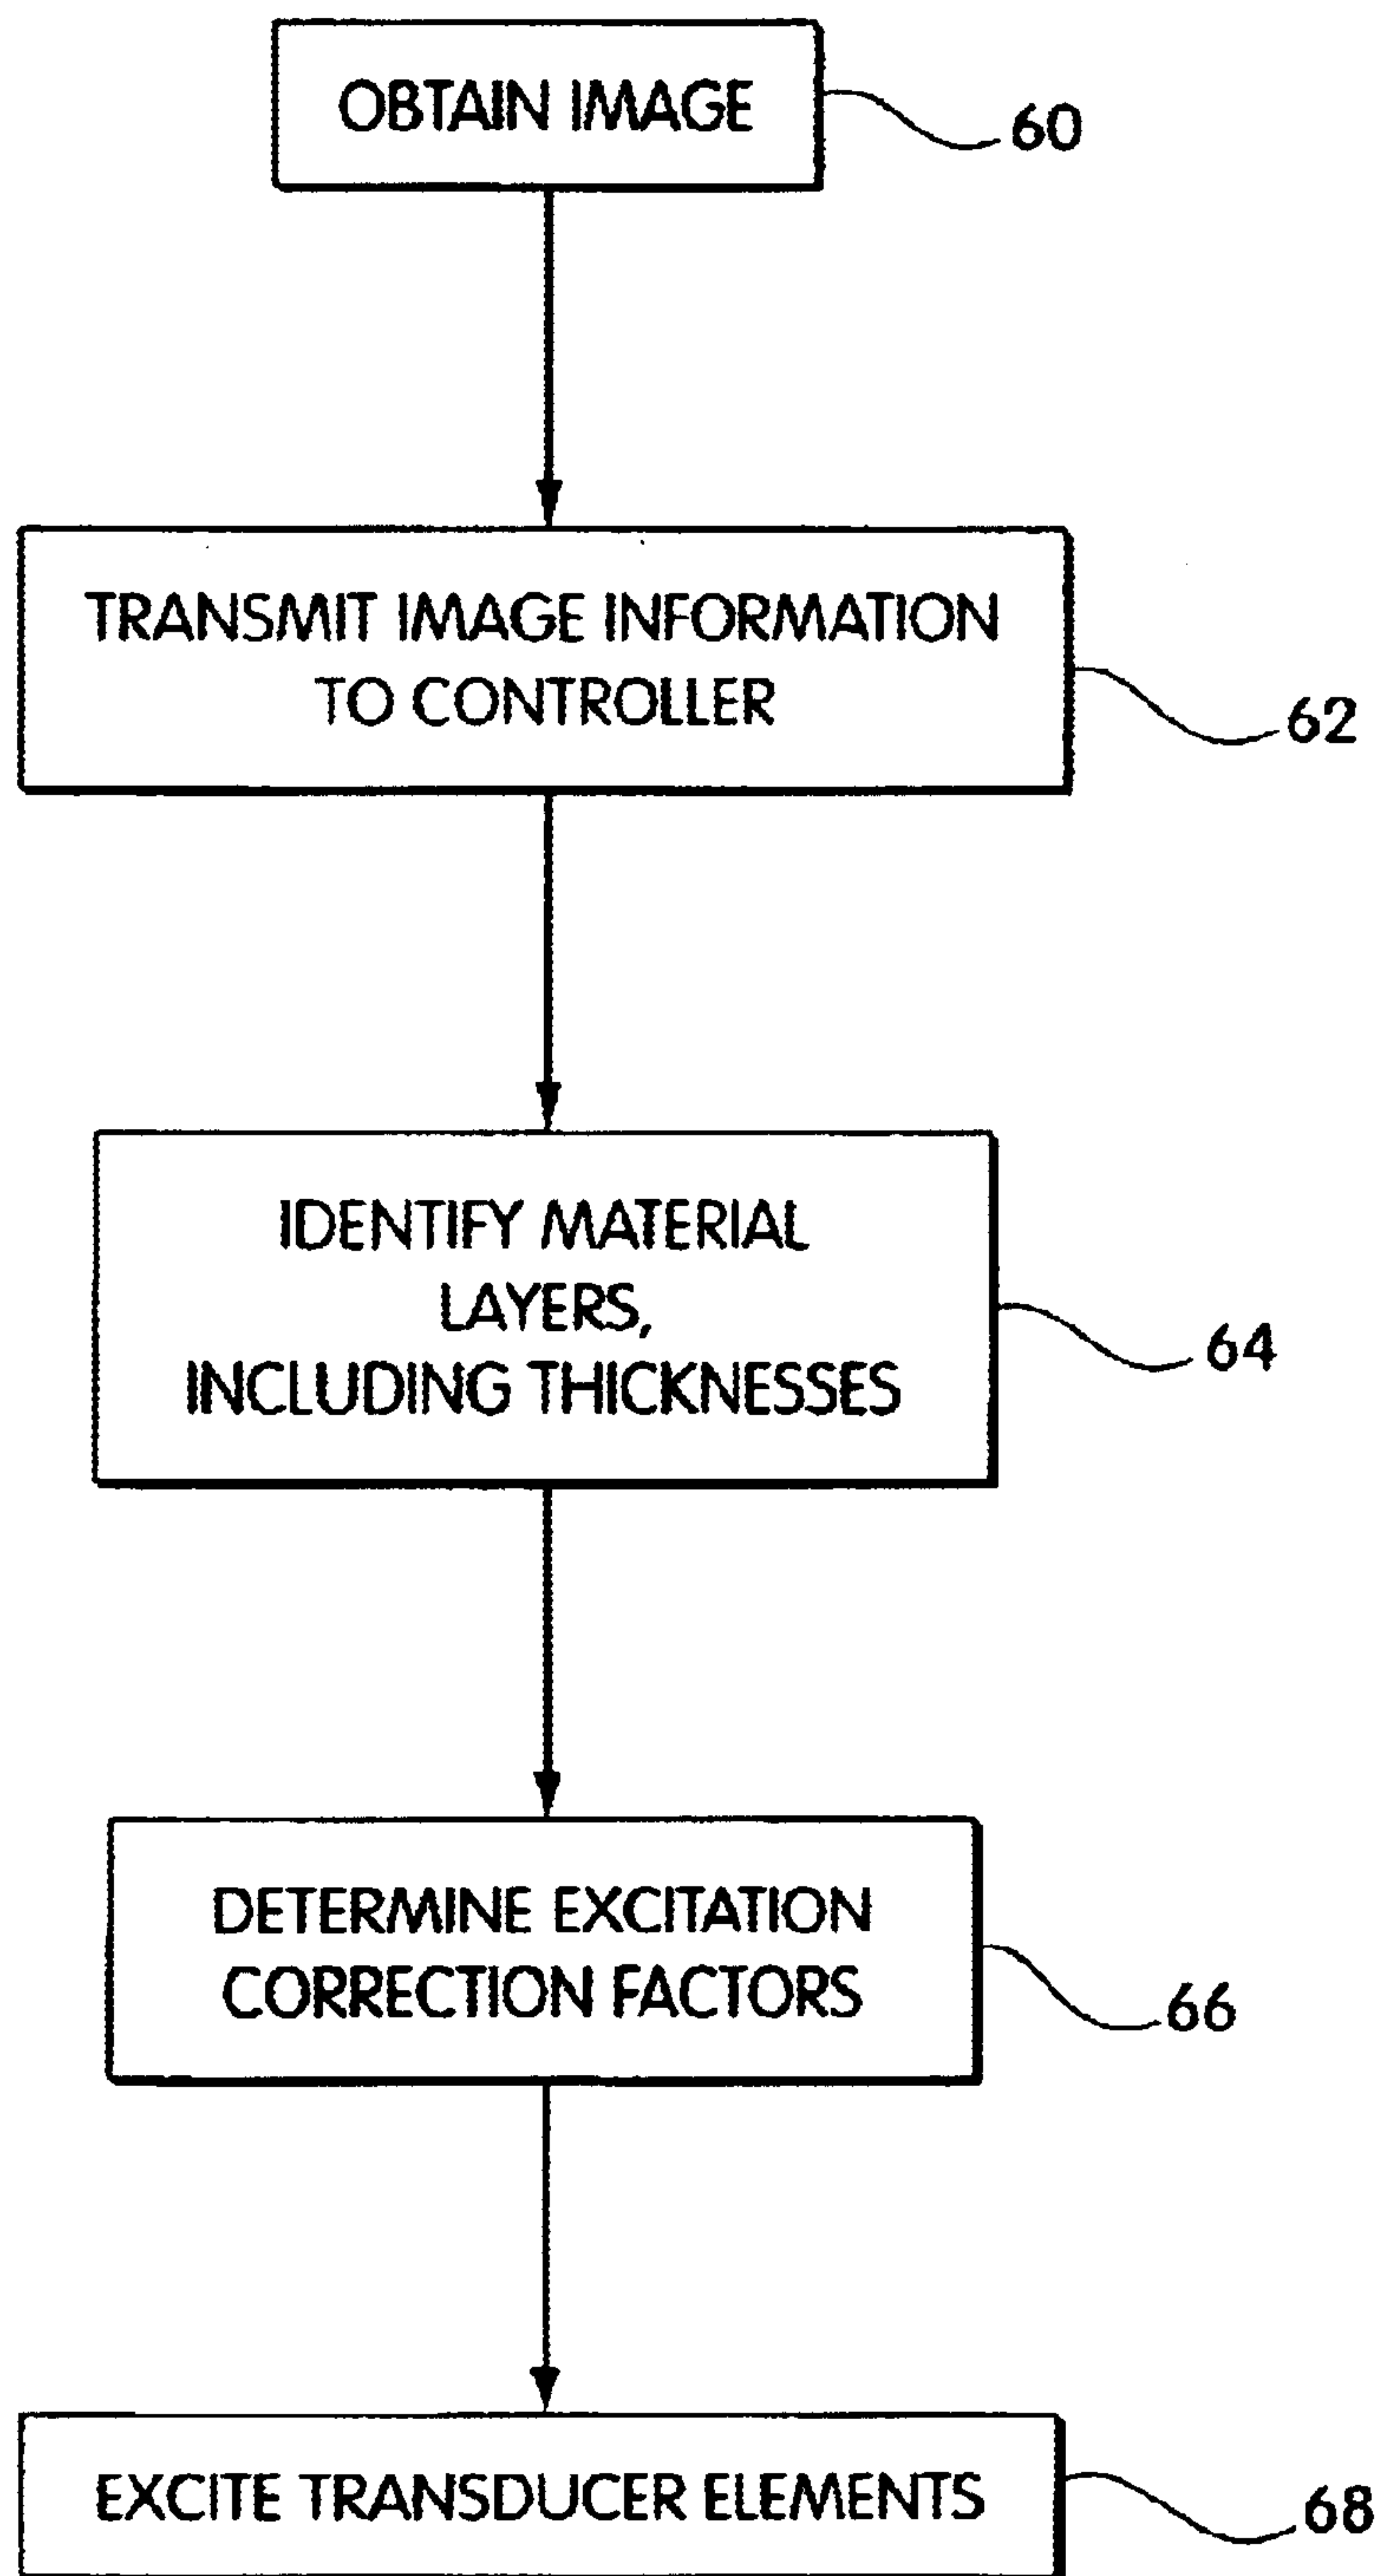 OBTAIN IMAGE
60
TRANSMIT IMAGE INFORMATION
TO CONTROLLER
62
IDENTIFY MATERIAL
LAYERS,
INCLUDING THICKNESSES
64
DETERMINE EXCITATION
CORRECTION FACTORS
66
EXCITE TRANSDUCER ELEMENTS
68